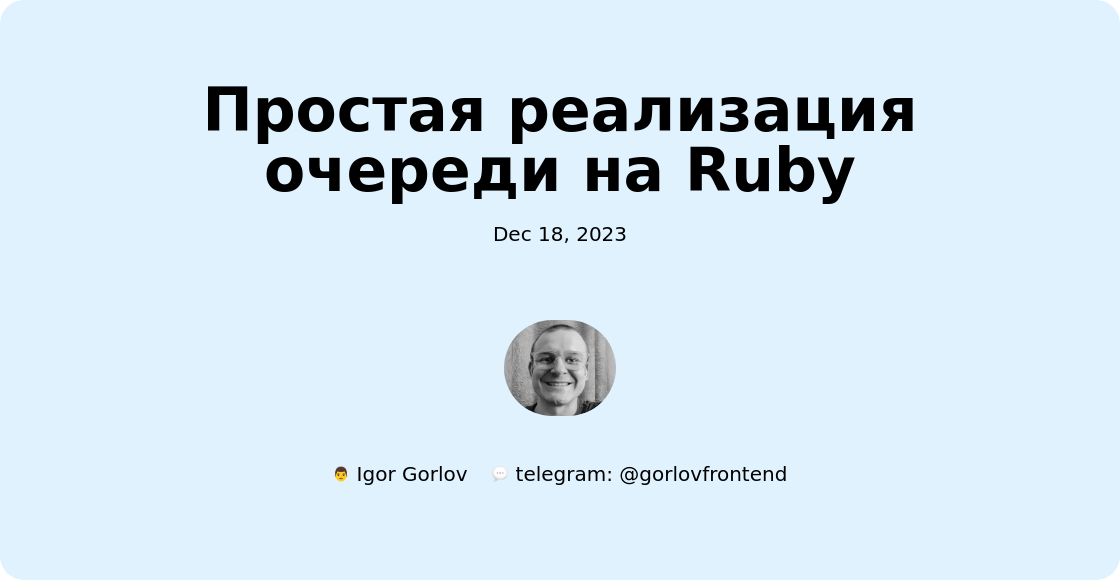 Простая реализация
очереди на Ruby
Dec 18, 2023
👨 Igor Gorlov 💬 telegram: @gorlovfrontend